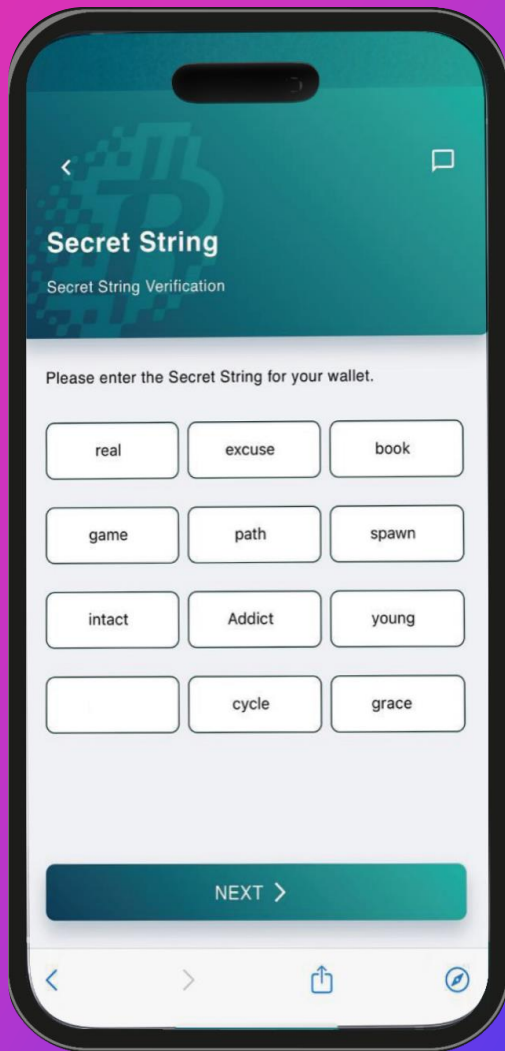 Secret String
Secret String Verification
Please enter the Secret String for your wallet.
real excuse book
game path spawn
intact Addict young
cycle grace
NEXT